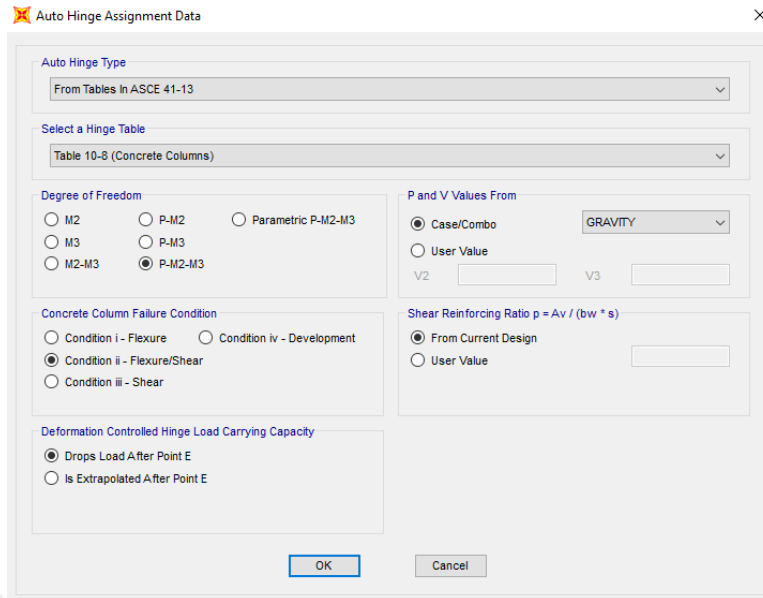 Auto Hinge Assignment Data
Auto Hinge Type
From Tables In ASCE 41-13
Select a Hinge Table
Table 10-8 (Concrete Columns)
Degree of Freedom
M2 P-M2 Parametric P-M2-M3
M3 P-M3
M2-M3 P-M2-M3
P and V Values From
Case/Combo GRAVITY
User Value
V2 V3
Concrete Column Failure Condition
Condition i - Flexure Condition iv - Development
Condition ii - Flexure/Shear
Condition iii - Shear
Shear Reinforcing Ratio p = Av / (bw * s)
From Current Design
User Value
Deformation Controlled Hinge Load Carrying Capacity
Drops Load After Point E
Is Extrapolated After Point E
OK Cancel